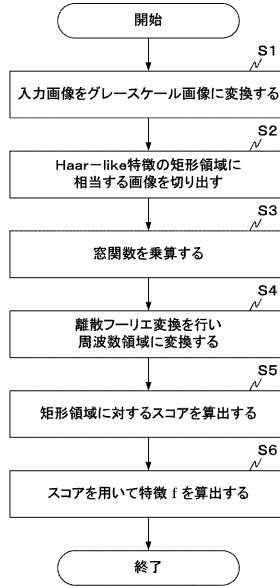 開始
S1
入力画像をグレースケール画像に変換する
S2
Haar-like特徴の矩形領域に
相当する画像を切り出す
S3
窓関数を乗算する
S4
離散フーリエ変換を行い
周波数領域に変換する
S5
矩形領域に対するスコアを算出する
S6
スコアを用いて特徴 f を算出する
終了